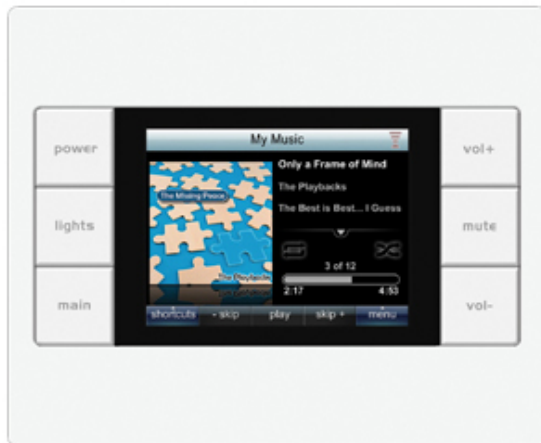 power
lights
main
My Music
The Missing Peace
The Playbacks
Only a Frame of Mind
The Playbacks
The Best is Best... I Guess
3 of 12
2:17
4:53
shortcuts
- skip
play
skip +
menu
vol+
mute
vol-